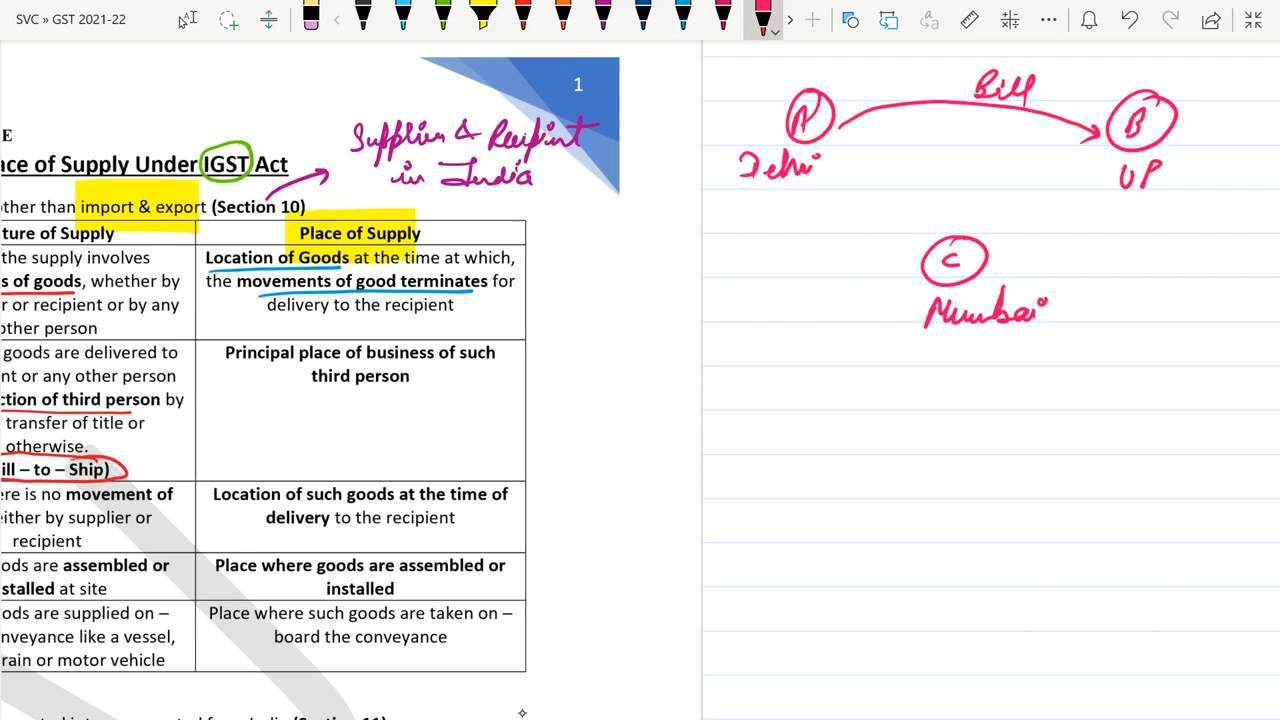 SVC » GST 2021-22
1
E
ace of Supply Under IGST Act
Supplier & Recipient
in India
other than import & export (Section 10)
ture of Supply
Place of Supply
the supply involves
s of goods, whether by
r or recipient or by any
other person
Location of Goods at the time at which,
the movements of good terminates for
delivery to the recipient
goods are delivered to
nt or any other person
ction of third person by
transfer of title or
otherwise.
ill – to – Ship)
Principal place of business of such
third person
ere is no movement of
either by supplier or
recipient
Location of such goods at the time of
delivery to the recipient
ods are assembled or
stalled at site
Place where goods are assembled or
installed
ods are supplied on –
nveyance like a vessel,
rain or motor vehicle
Place where such goods are taken on –
board the conveyance
(Section 11)
Bill
A
B
Delhi
UP
C
Mumbai